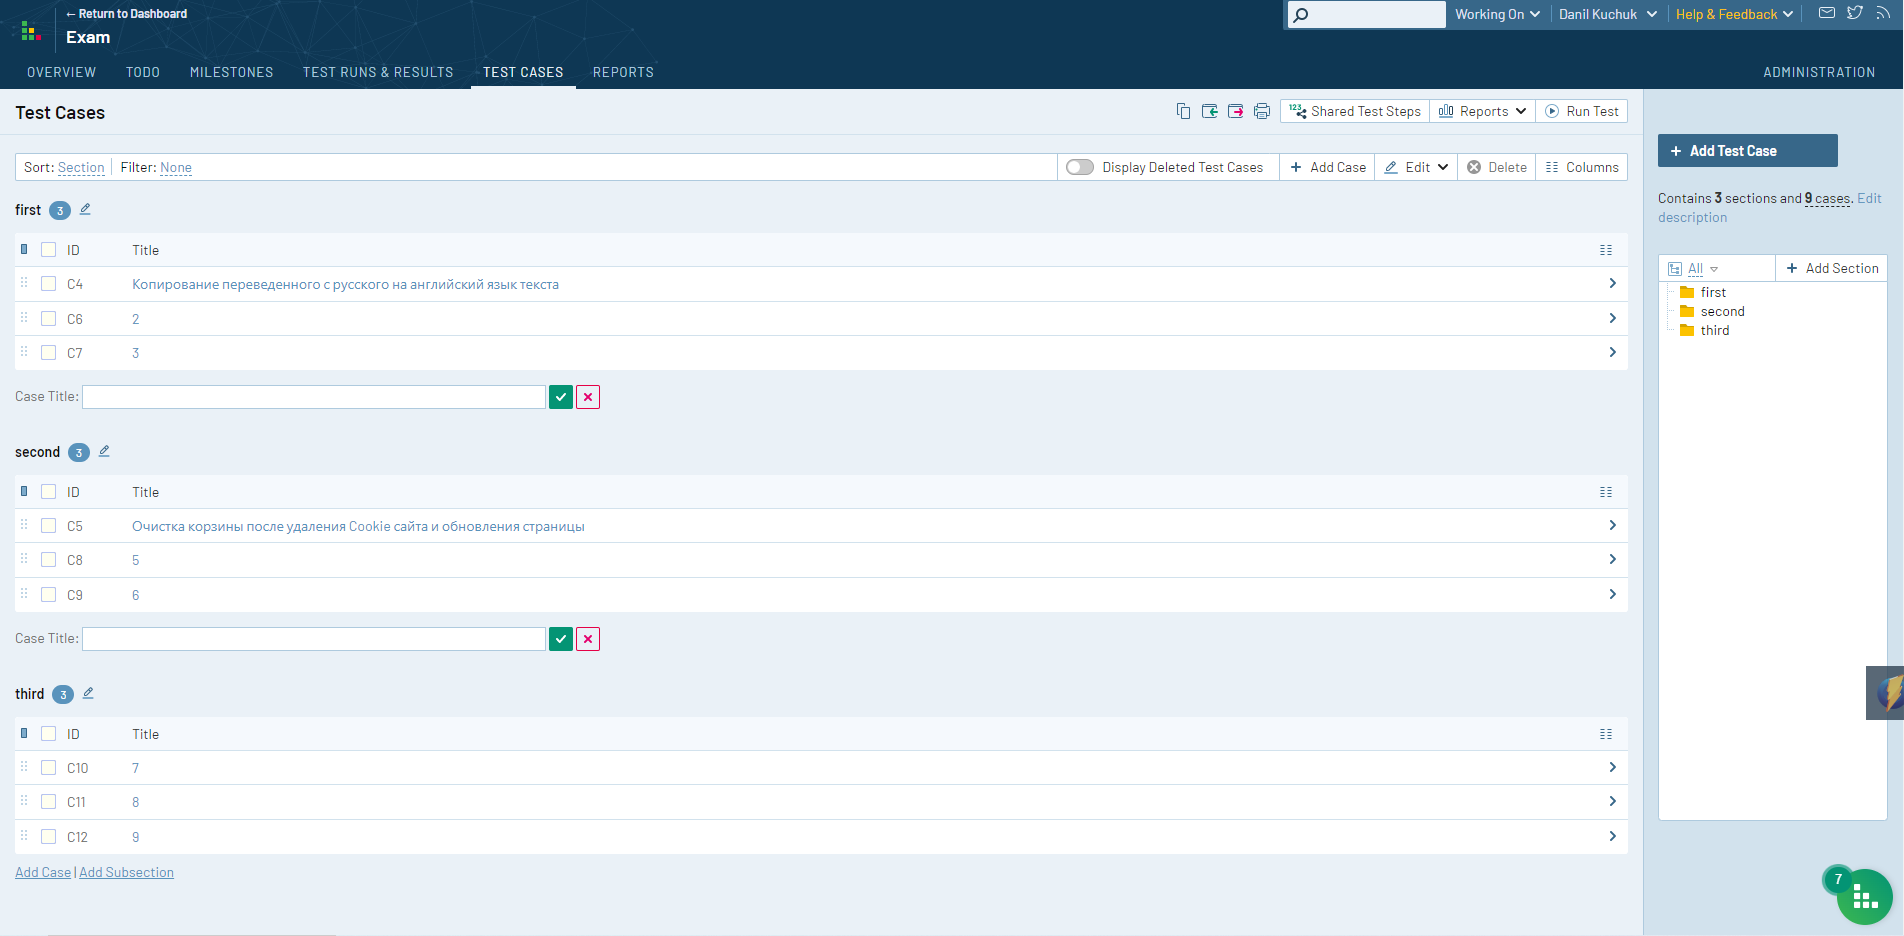 ← Return to Dashboard
Exam
Working On
Danil Kuchuk
Help & Feedback
OVERVIEW TODO MILESTONES TEST RUNS & RESULTS TEST CASES REPORTS ADMINISTRATION
Test Cases
123 Shared Test Steps Reports Run Test
Sort: Section Filter: None
Display Deleted Test Cases + Add Case Edit Delete Columns
first 3
ID Title
C4 Копирование переведенного с русского на английский язык текста
C6 2
C7 3
Case Title:
second 3
ID Title
C5 Очистка корзины после удаления Cookie сайта и обновления страницы
C8 5
C9 6
Case Title:
third 3
ID Title
C10 7
C11 8
C12 9
Add Case | Add Subsection
+ Add Test Case
Contains 3 sections and 9 cases. Edit
description
All + Add Section
first
second
third
7